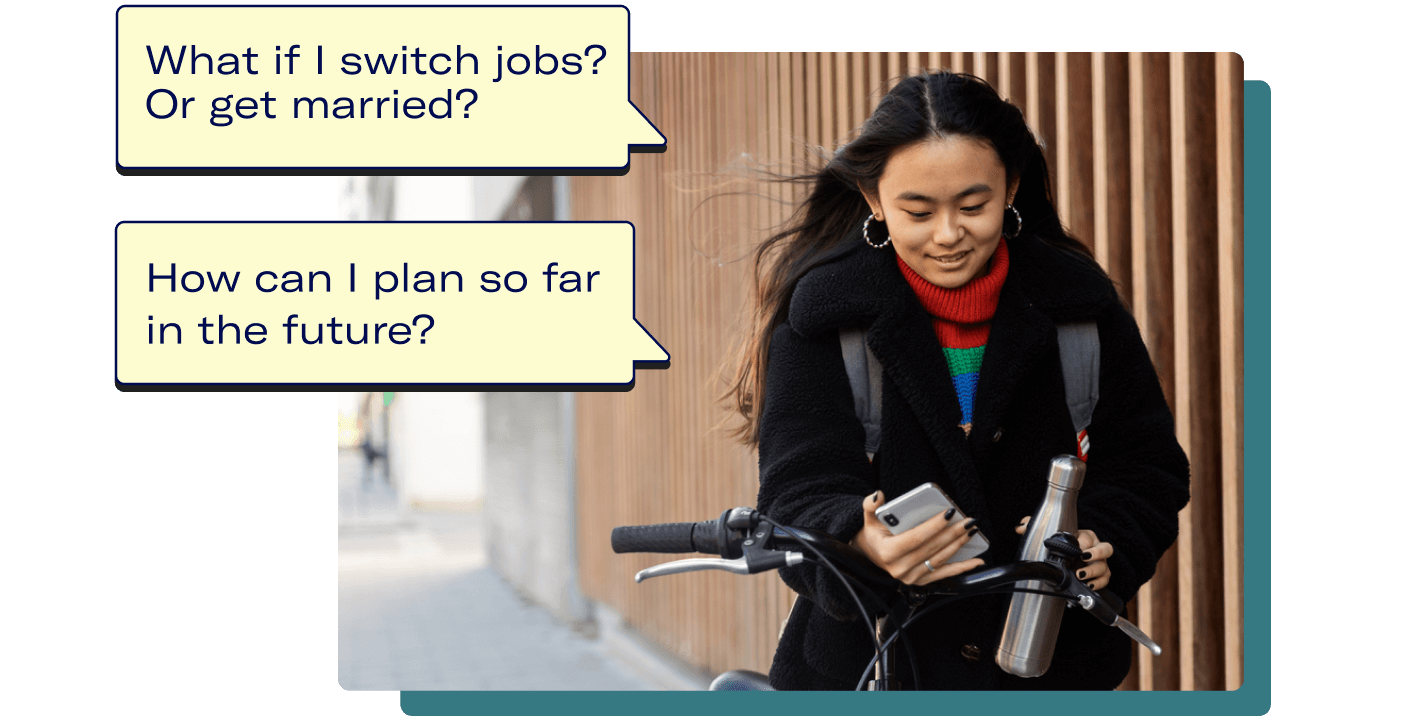 What if I switch jobs?
Or get married?
How can I plan so far
in the future?